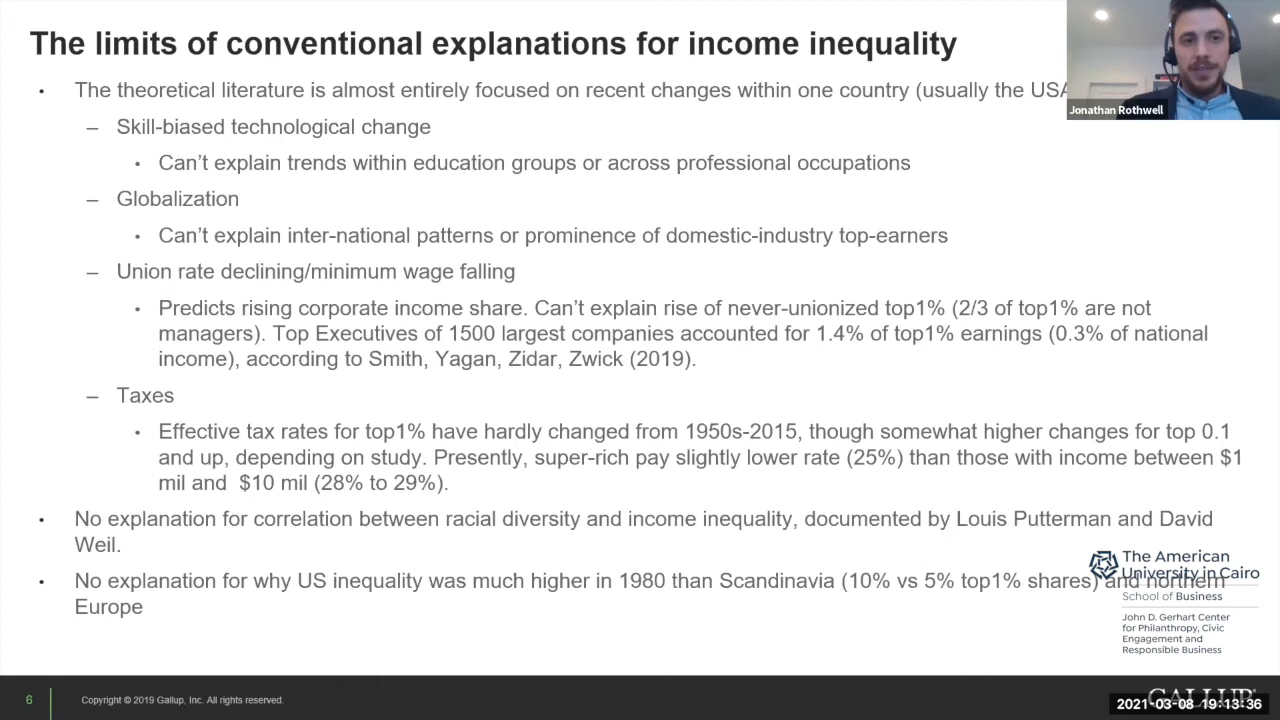 The limits of conventional explanations for income inequality
• The theoretical literature is almost entirely focused on recent changes within one country (usually the USA
– Skill-biased technological change
• Can’t explain trends within education groups or across professional occupations
– Globalization
• Can’t explain inter-national patterns or prominence of domestic-industry top-earners
– Union rate declining/minimum wage falling
• Predicts rising corporate income share. Can’t explain rise of never-unionized top1% (2/3 of top1% are not
managers). Top Executives of 1500 largest companies accounted for 1.4% of top1% earnings (0.3% of national
income), according to Smith, Yagan, Zidar, Zwick (2019).
– Taxes
• Effective tax rates for top1% have hardly changed from 1950s-2015, though somewhat higher changes for top 0.1
and up, depending on study. Presently, super-rich pay slightly lower rate (25%) than those with income between $1
mil and $10 mil (28% to 29%).
• No explanation for correlation between racial diversity and income inequality, documented by Louis Putterman and David
Weil.
• No explanation for why US inequality was much higher in 1980 than Scandinavia (10% vs 5% top1% shares) and northern
Europe
Jonathan Rothwell
The American
University in Cairo
School of Business
John D. Gerhart Center
for Philanthropy, Civic
Engagement and
Responsible Business
6
Copyright © 2019 Gallup, Inc. All rights reserved.
GALLUP
2021-03-08 19:13:36